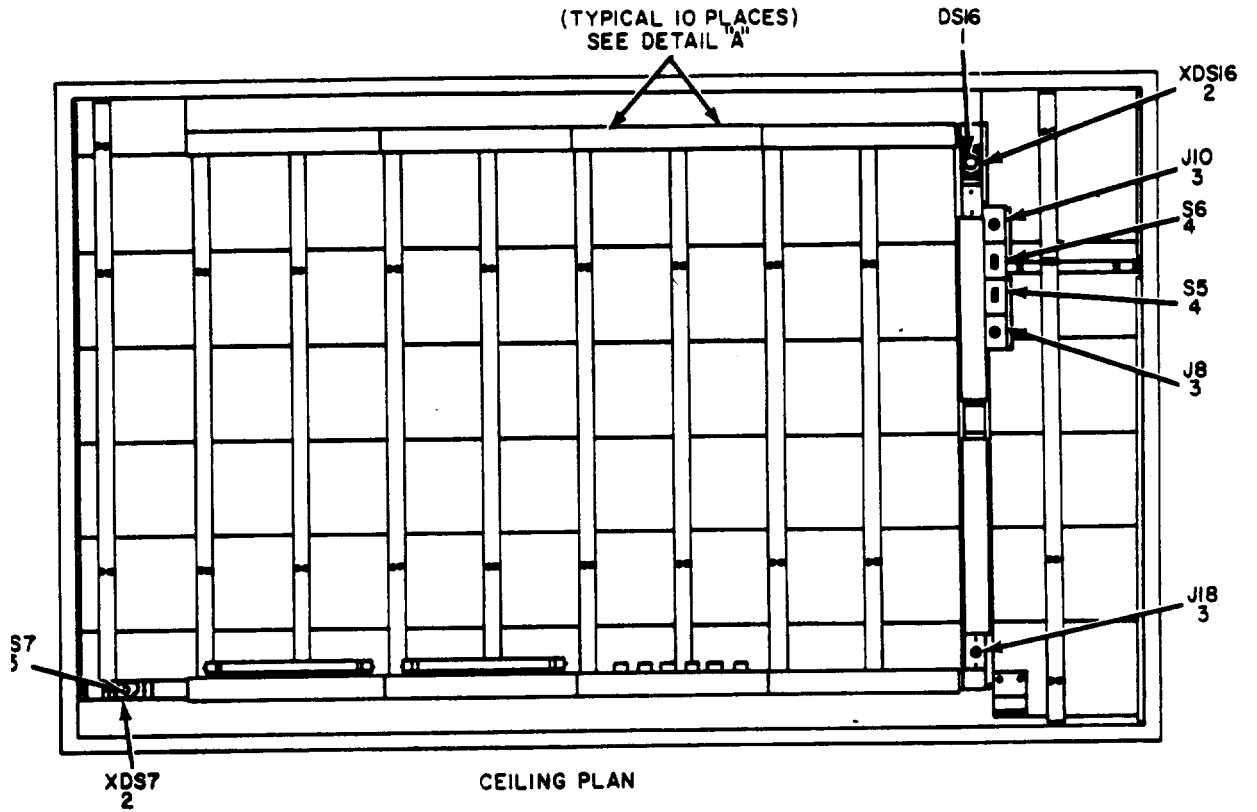 (TYPICAL 10 PLACES)
SEE DETAIL "A"
DS16
XDS16
2
J10
3
S6
4
S5
4
J8
3
J18
3
S7
XDS7
2
CEILING PLAN